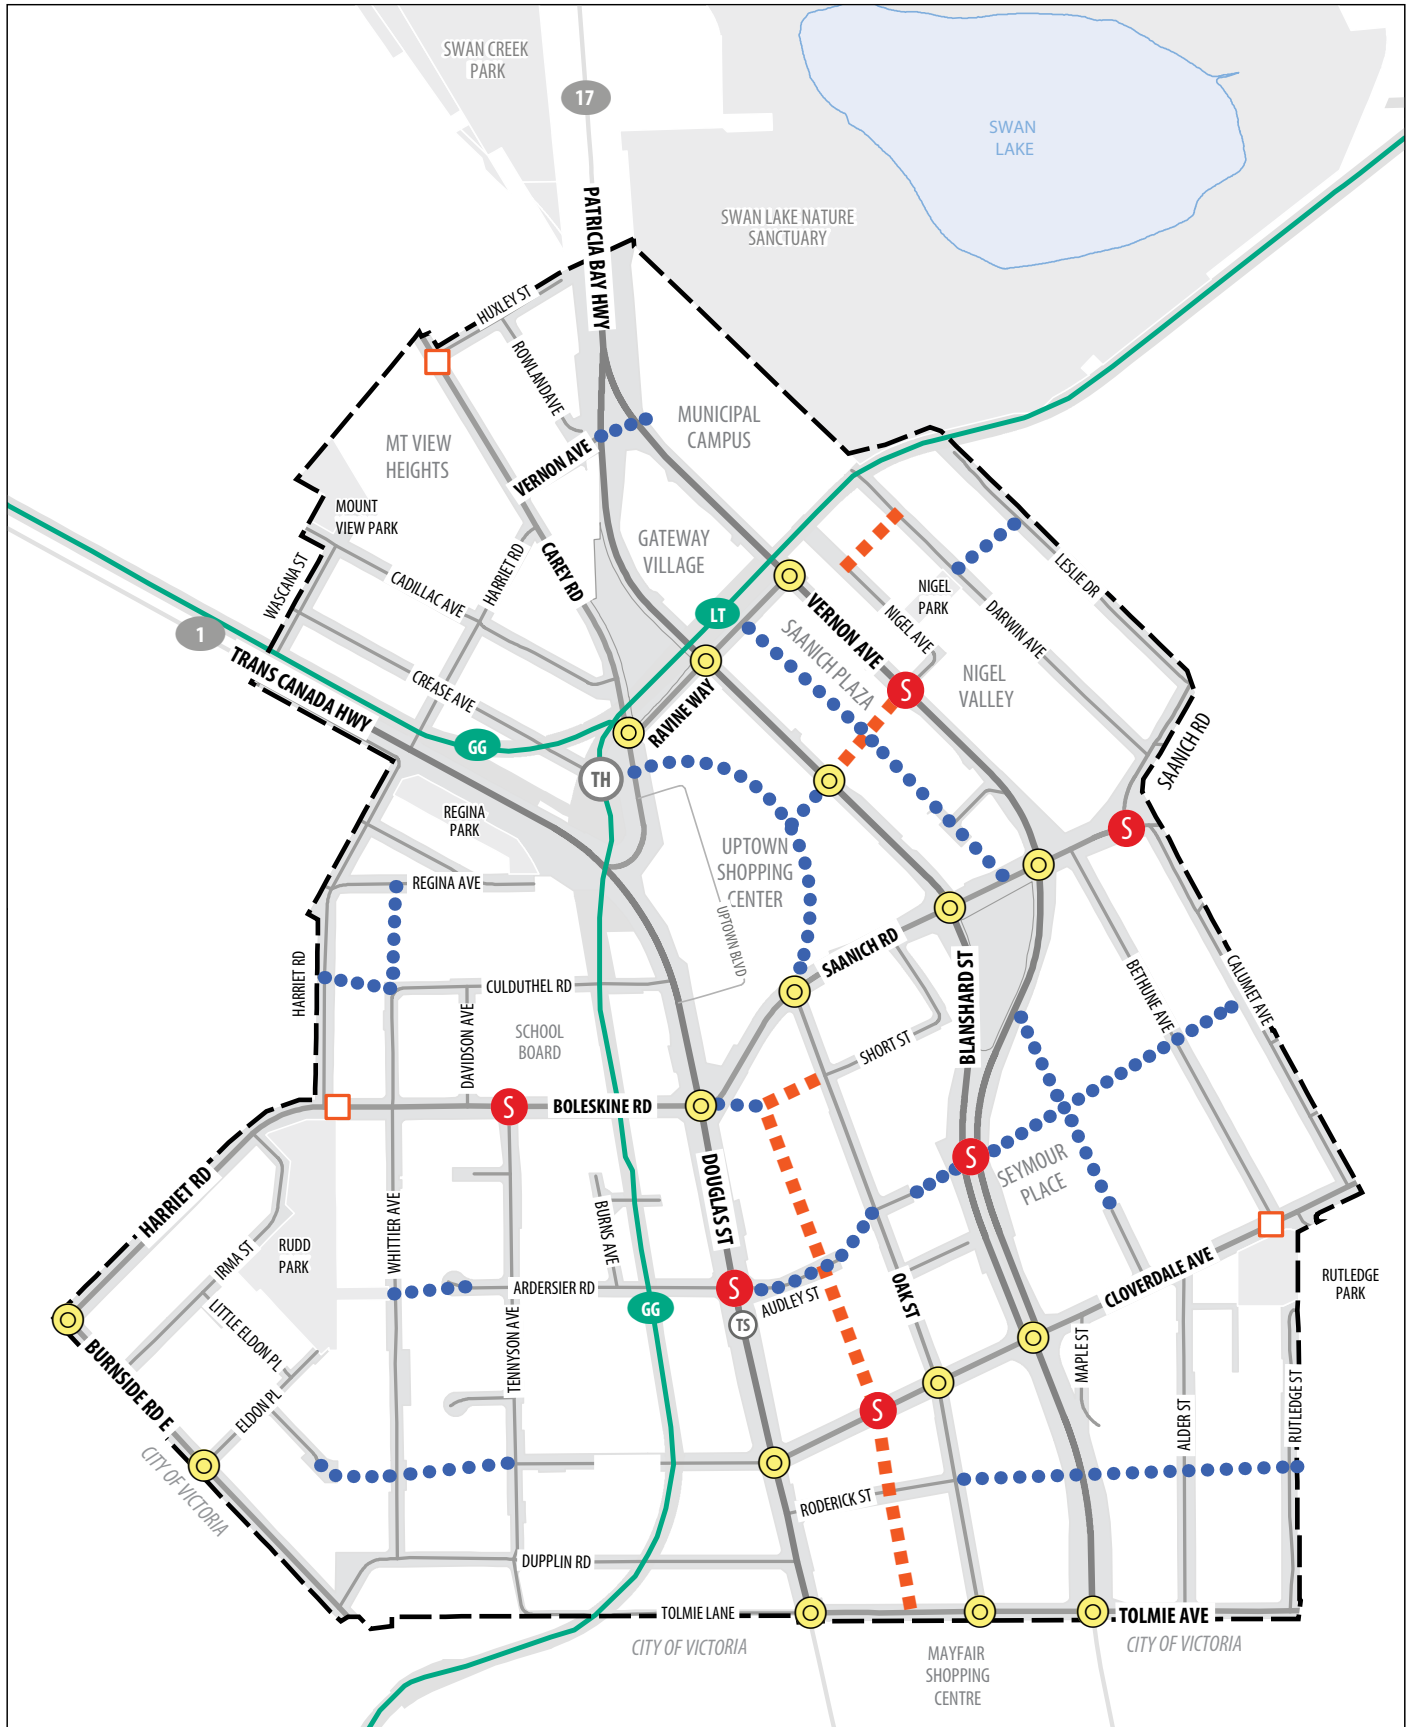 SWAN CREEK
PARK
17
SWAN
LAKE
PATRICIA BAY HWY
SWAN LAKE NATURE
SANCTUARY
HUXLEY ST
ROWLANDAVE
MUNICIPAL
CAMPUS
MT VIEW
HEIGHTS
VERNON AVE
MOUNT
VIEW PARK
GATEWAY
VILLAGE
CAREY RD
HARRIET RD
WASCANA ST
CADILLAC AVE
LESLIE DR
NIGEL
PARK
DARWIN AVE
NIGEL AVE
VERNON AVE
LT
1
SAANICH PLAZA
TRANS CANADA HWY
CREASE AVE
NIGEL
VALLEY
S
RAVINE WAY
SAANICH RD
GG
TH
REGINA
PARK
UPTOWN
SHOPPING
CENTER
S
REGINA AVE
UPTOWN BLVD
SAANICH RD
BLANSHARD ST
HARRIET RD
CULDUTHEL RD
BETHUNE AVE
CALUMET AVE
DAVIDSON AVE
SCHOOL
BOARD
SHORT ST
S
BOLESKINE RD
S
SEYMOUR
PLACE
HARRIET RD
DOUGLAS ST
WHITTIER AVE
BURNS AVE
IRMA ST
RUDD
PARK
CLOVERDALE AVE
RUTLEDGE
PARK
ARDERSIER RD
S
AUDLEY ST
OAK ST
GG
TS
LITTLE ELDON PL
TENNYSON AVE
MAPLE ST
BURNSIDE RD E
ELDON PL
S
ALDER ST
RUTLEDGE ST
CITY OF VICTORIA
RODERICK ST
DUPPLIN RD
TOLMIE LANE
TOLMIE AVE
CITY OF VICTORIA
CITY OF VICTORIA
MAYFAIR
SHOPPING
CENTRE